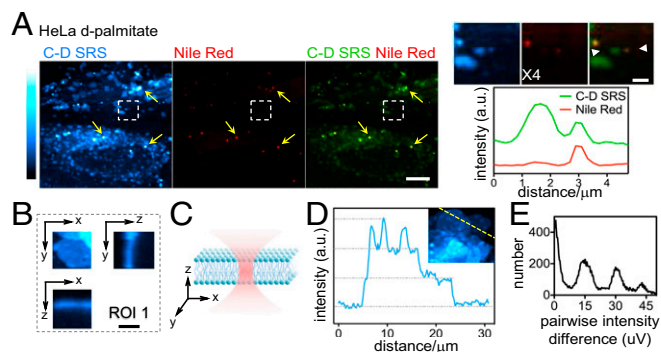 A HeLa d-palmitate
C-D SRS
Nile Red
C-D SRS Nile Red
X4
C-D SRS
Nile Red
intensity (a.u.)
0 1 2 3 4
distance/μm
B
x
y
z
y
x
z
ROI 1
C
z
y
x
D
intensity (a.u.)
0 10 20 30
distance/μm
E
number
400
200
0
0 15 30 45
pairwise intensity
difference (uV)